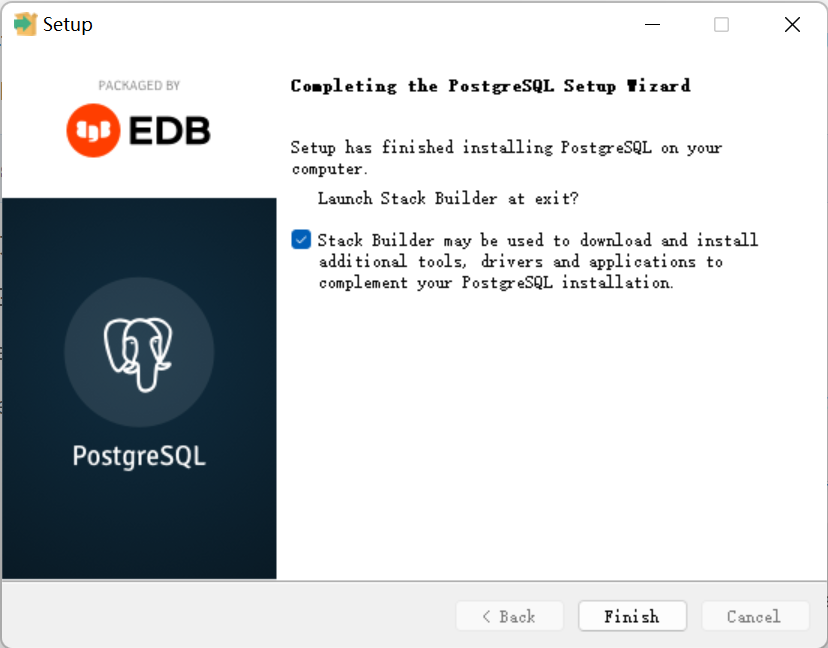 Setup
PACKAGED BY
EDB
Completing the PostgreSQL Setup Wizard
Setup has finished installing PostgreSQL on your
computer.
Launch Stack Builder at exit?
Stack Builder may be used to download and install
additional tools, drivers and applications to
complement your PostgreSQL installation.
PostgreSQL
< Back
Finish
Cancel